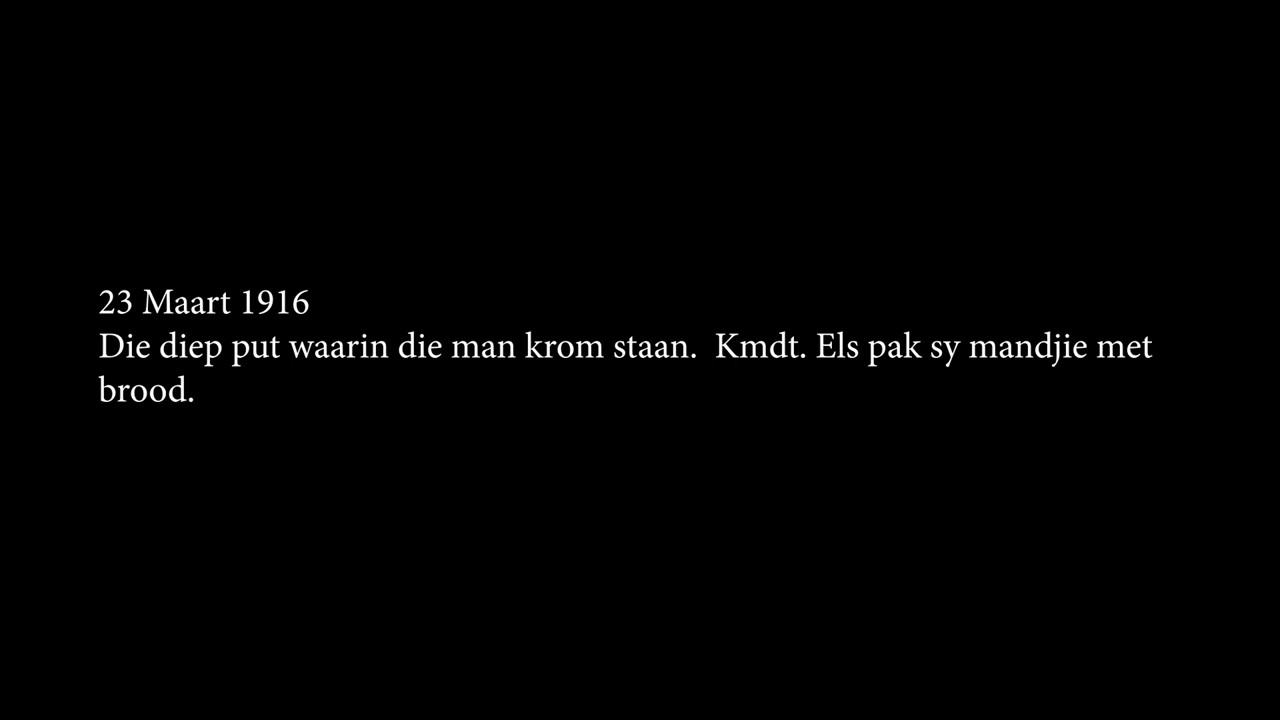 23 Maart 1916
Die diep put waarin die man krom staan.  Kmdt. Els pak sy mandjie met
brood.